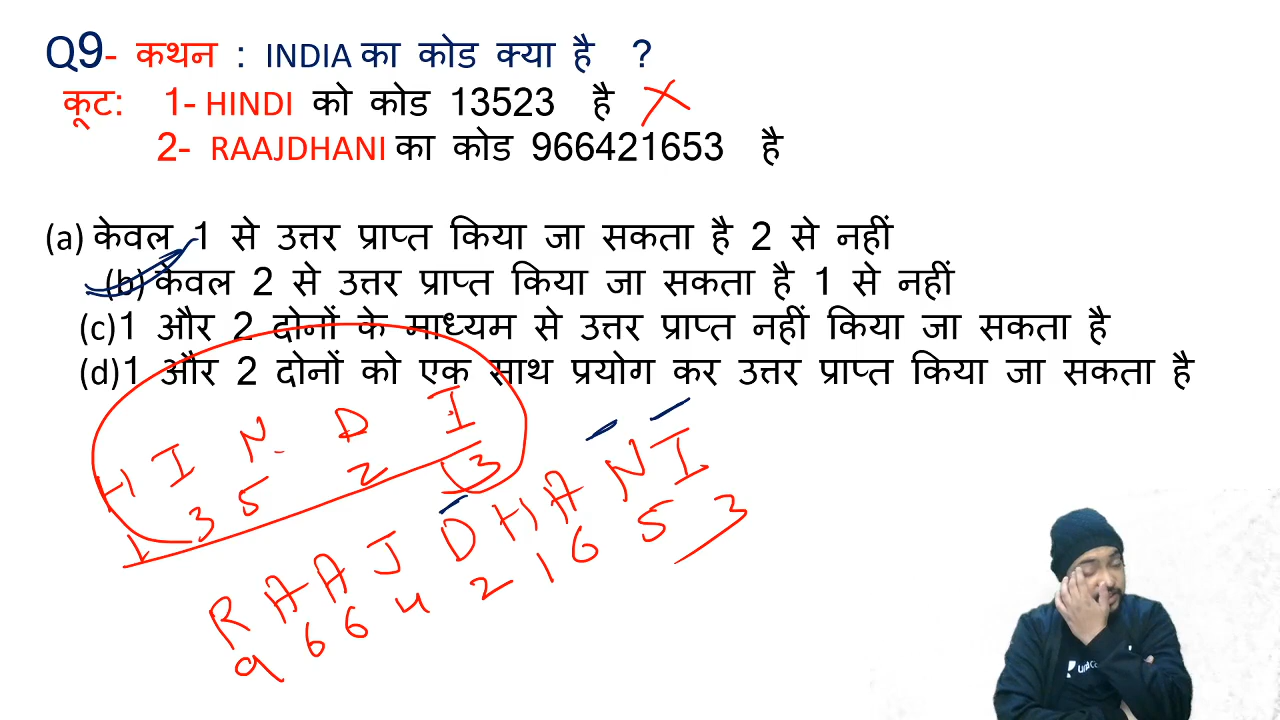 Q9- कथन : INDIA का कोड क्या है ?
कूट: 1- HINDI को कोड 13523 है
2- RAAJDHANI का कोड 966421653 है
(a) केवल 1 से उत्तर प्राप्त किया जा सकता है 2 से नहीं
(b) केवल 2 से उत्तर प्राप्त किया जा सकता है 1 से नहीं
(c)1 और 2 दोनों के माध्यम से उत्तर प्राप्त नहीं किया जा सकता है
(d)1 और 2 दोनों को एक साथ प्रयोग कर उत्तर प्राप्त किया जा सकता है
H I N D I
1 3 5 2 3
R A A J D H A N I
9 6 6 4 2 1 6 5 3